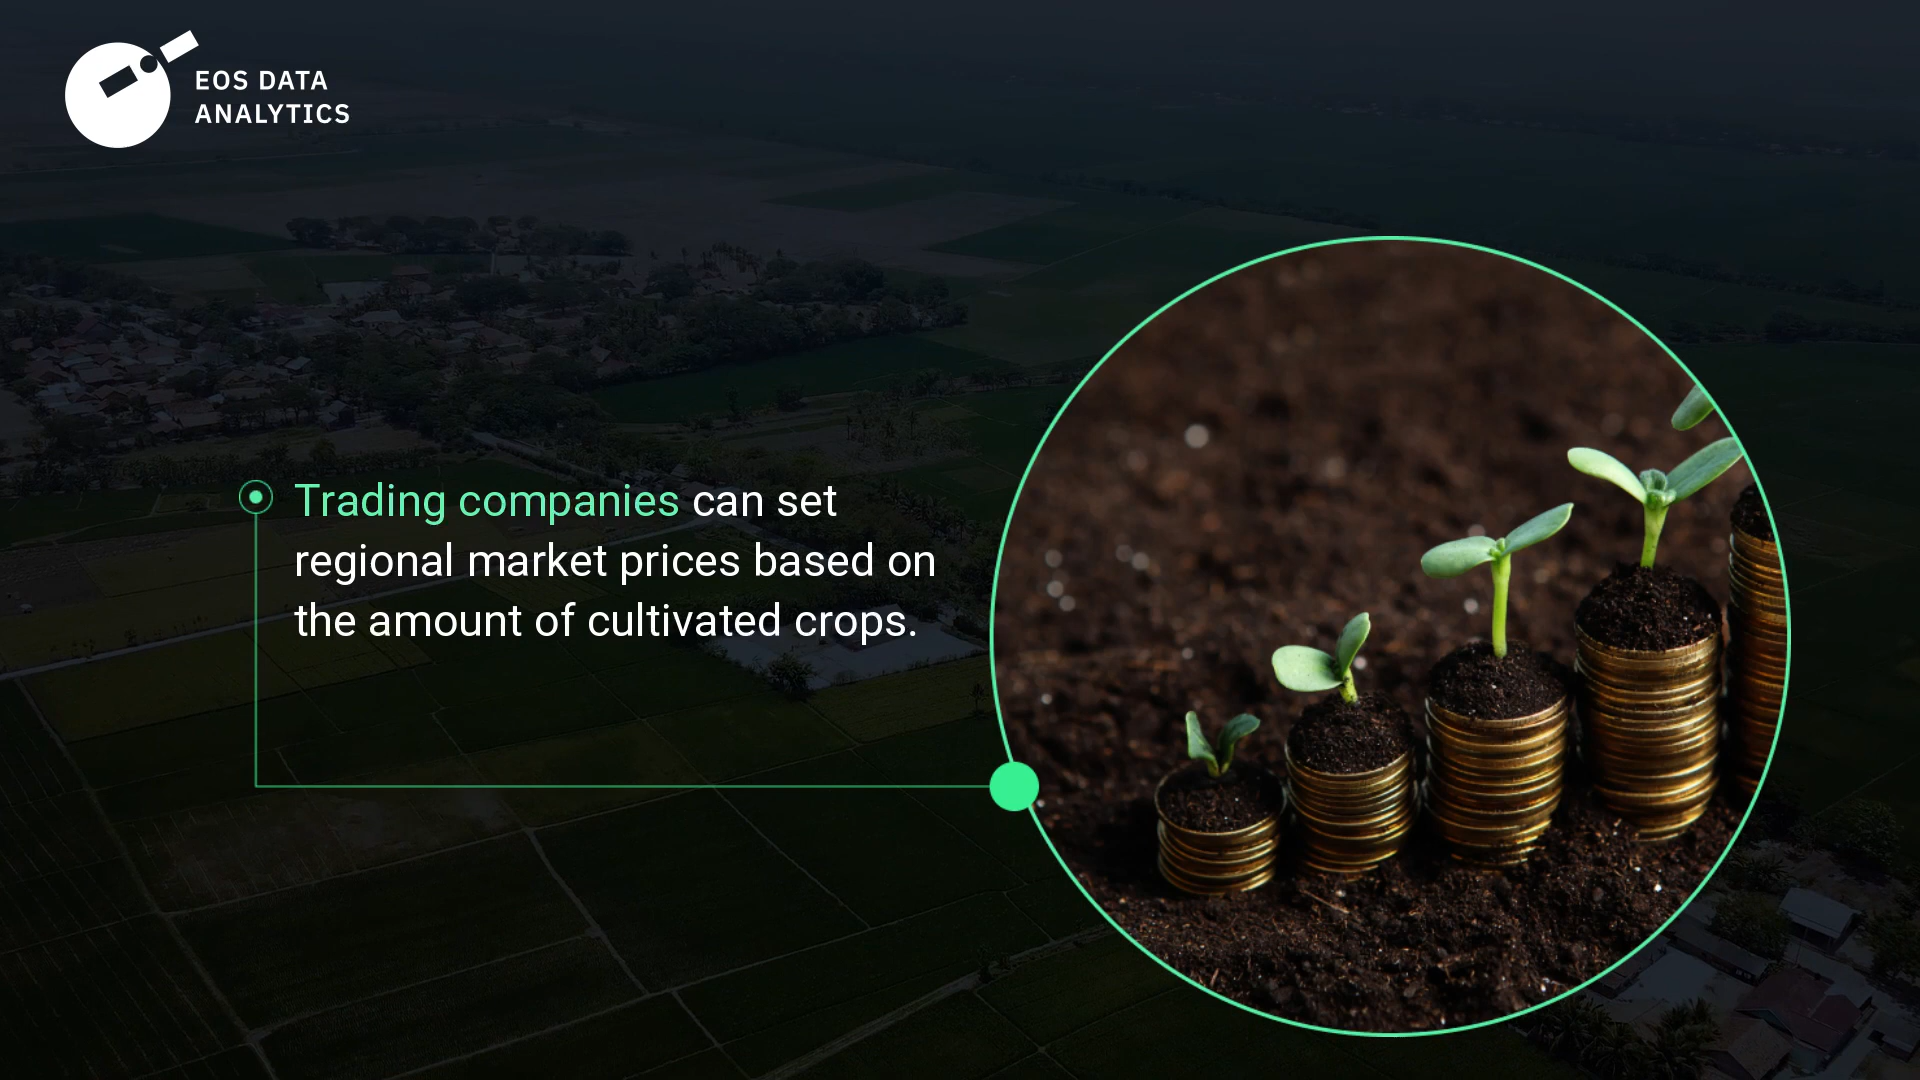 EOS DATA
ANALYTICS
Trading companies can set
regional market prices based on
the amount of cultivated crops.